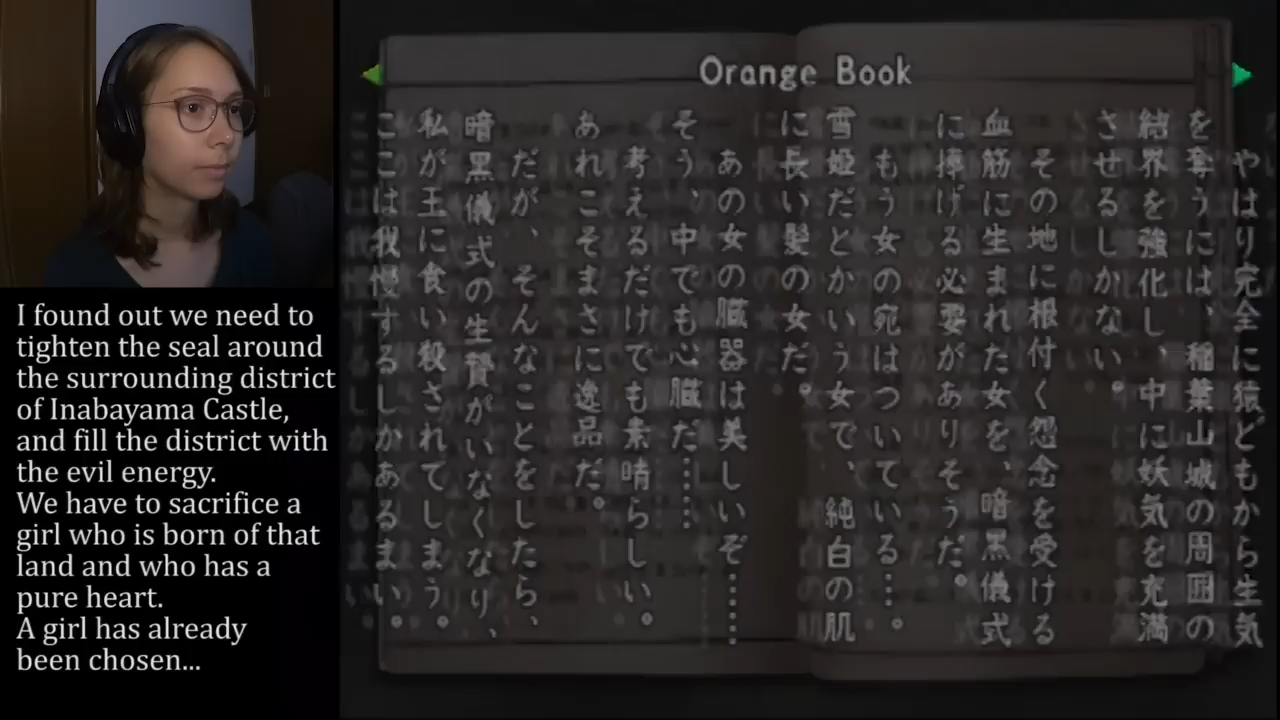 I found out we need to
tighten the seal around
the surrounding district
of Inabayama Castle,
and fill the district with
the evil energy.
We have to sacrifice a
girl who is born of that
land and who has a
pure heart.
A girl has already
been chosen...
Orange Book
やはり完全に猿どもから生気
を奪うには、稲葉山城の周囲の
結界を強化し、中に妖気を充満
させるしかない。
その地に根付く怨念を受ける
血筋に生まれた女を、暗黒儀式
に捧げる必要がありそうだ。
もう女の宛はついている…。
雪姫だとかいう女で、純白の肌
に長い髪の女だ。
あの女の臓器は美しいぞ……
そう、中でも心臓だ……
考えるだけでも素晴らしい。
あれこそまさに逸品だ。
だが、そんなことをしたら、
暗黒儀式の生贄がいなくなり、
私が王に食い殺されてしまう。
ここは我慢するしかあるまい。